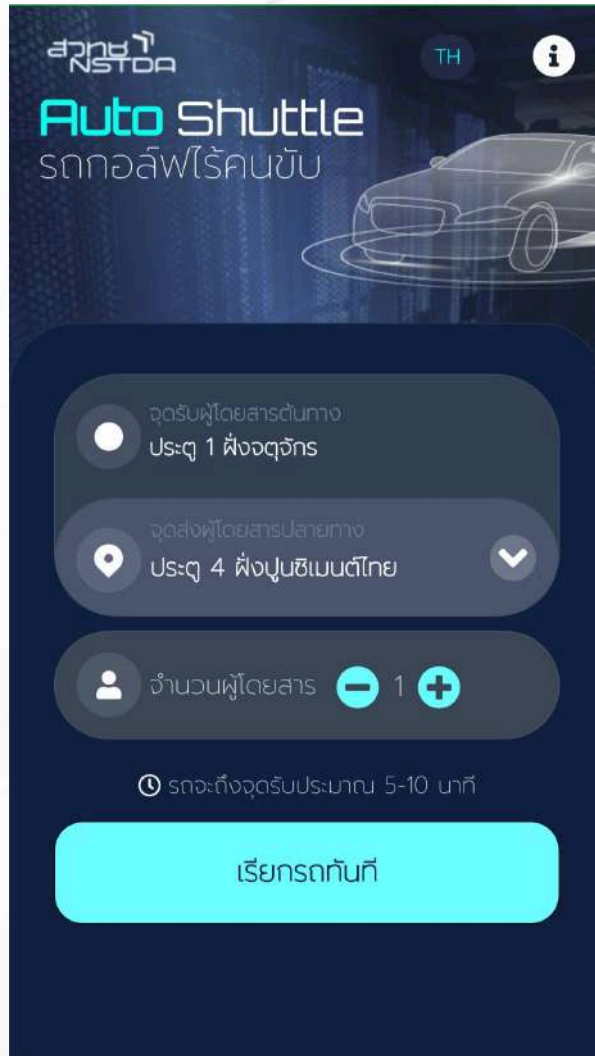 สวทช
NSTDA
TH
Auto Shuttle
รถกอล์ฟไร้คนขับ
จุดรับผู้โดยสารต้นทาง
ประตู 1 ฝั่งจตุจักร
จุดส่งผู้โดยสารปลายทาง
ประตู 4 ฝั่งปูนซิเมนต์ไทย
จำนวนผู้โดยสาร 1
รถจะถึงจุดรับประมาณ 5-10 นาที
เรียกรถทันที